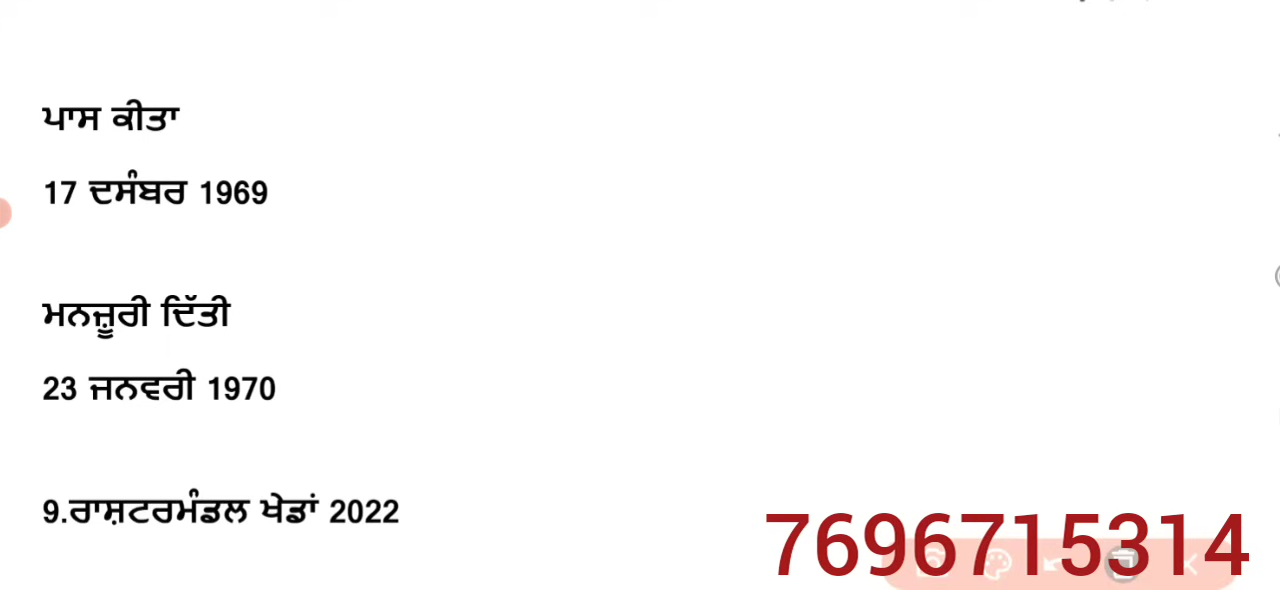 ਪਾਸ ਕੀਤਾ
17 ਦਸੰਬਰ 1969
ਮਨਜ਼ੂਰੀ ਦਿੱਤੀ
23 ਜਨਵਰੀ 1970
9.ਰਾਸ਼ਟਰਮੰਡਲ ਖੇਡਾਂ 2022
7696715314